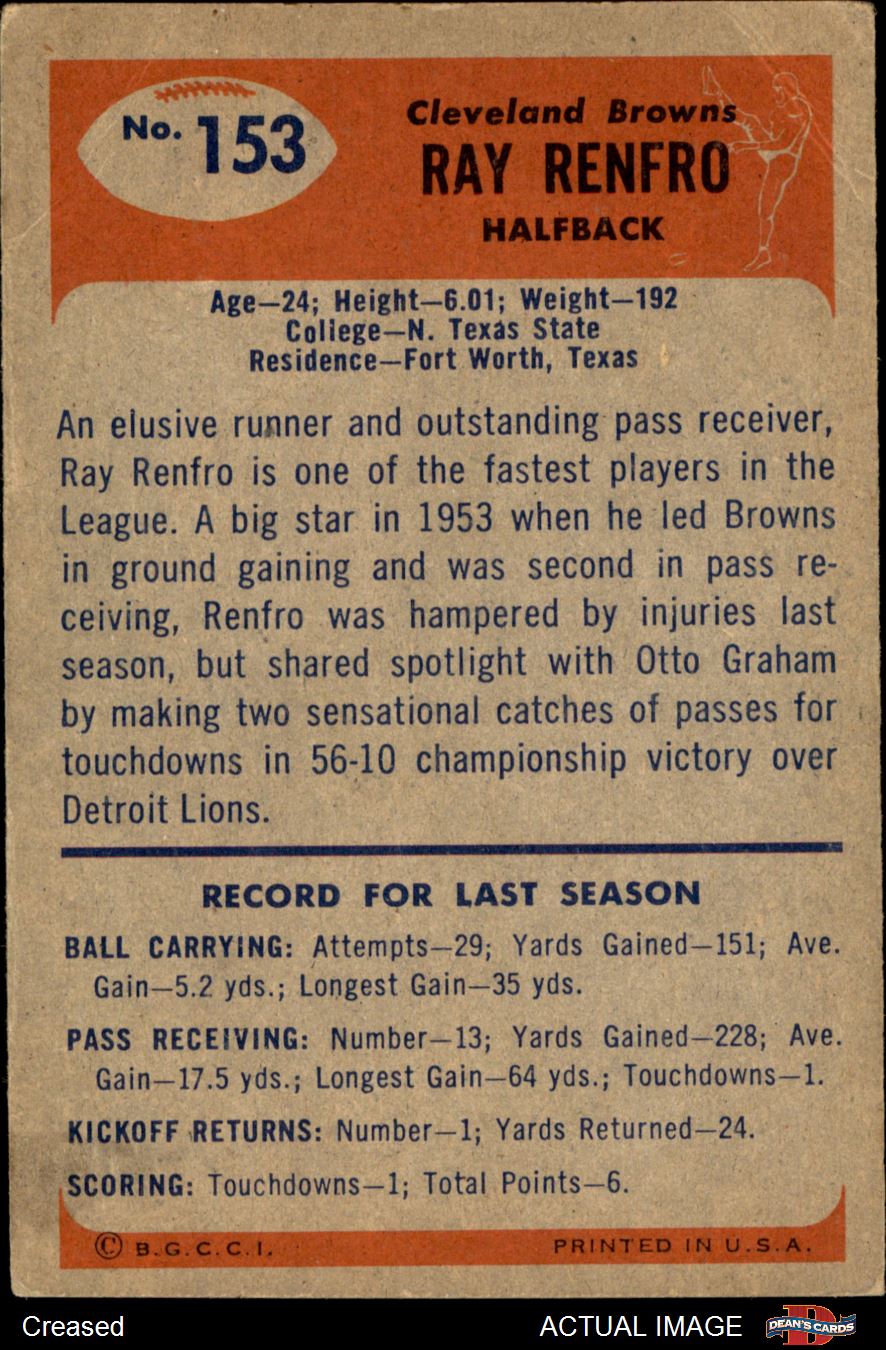 No. 153
Cleveland Browns
RAY RENFRO
HALFBACK
Age—24; Height—6.01; Weight—192
College—N. Texas State
Residence—Fort Worth, Texas
An elusive runner and outstanding pass receiver,
Ray Renfro is one of the fastest players in the
League. A big star in 1953 when he led Browns
in ground gaining and was second in pass re-
ceiving, Renfro was hampered by injuries last
season, but shared spotlight with Otto Graham
by making two sensational catches of passes for
touchdowns in 56-10 championship victory over
Detroit Lions.
RECORD FOR LAST SEASON
BALL CARRYING: Attempts—29; Yards Gained—151; Ave.
Gain—5.2 yds.; Longest Gain—35 yds.
PASS RECEIVING: Number—13; Yards Gained—228; Ave.
Gain—17.5 yds.; Longest Gain—64 yds.; Touchdowns—1.
KICKOFF RETURNS: Number—1; Yards Returned—24.
SCORING: Touchdowns—1; Total Points—6.
© B.G.C.C.I. PRINTED IN U.S.A.
Creased ACTUAL IMAGE D DEAN'S CARDS